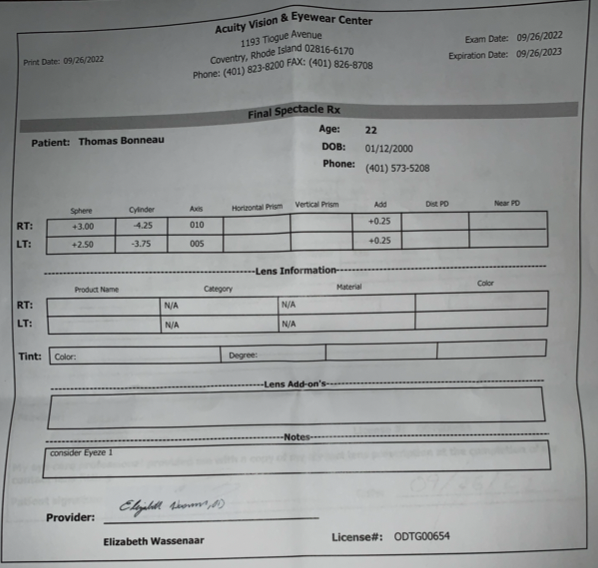 Acuity Vision & Eyewear Center
1193 Tiogue Avenue
Coventry, Rhode Island 02816-6170
Phone: (401) 823-8200 FAX: (401) 826-8708
Print Date: 09/26/2022
Exam Date: 09/26/2022
Expiration Date: 09/26/2023
Final Spectacle Rx
Patient: Thomas Bonneau
Age: 22
DOB: 01/12/2000
Phone: (401) 573-5208
Sphere Cylinder Axis Horizontal Prism Vertical Prism Add Dist PD Near PD
RT: +3.00 -4.25 010 +0.25
LT: +2.50 -3.75 005 +0.25
Lens Information
Product Name Category Material Color
RT: N/A N/A
LT: N/A N/A
Tint: Color: Degree:
Lens Add-on's
Notes
consider Eyeze 1
Provider: Elizabeth
Elizabeth Wassenaar
License#: ODTG00654